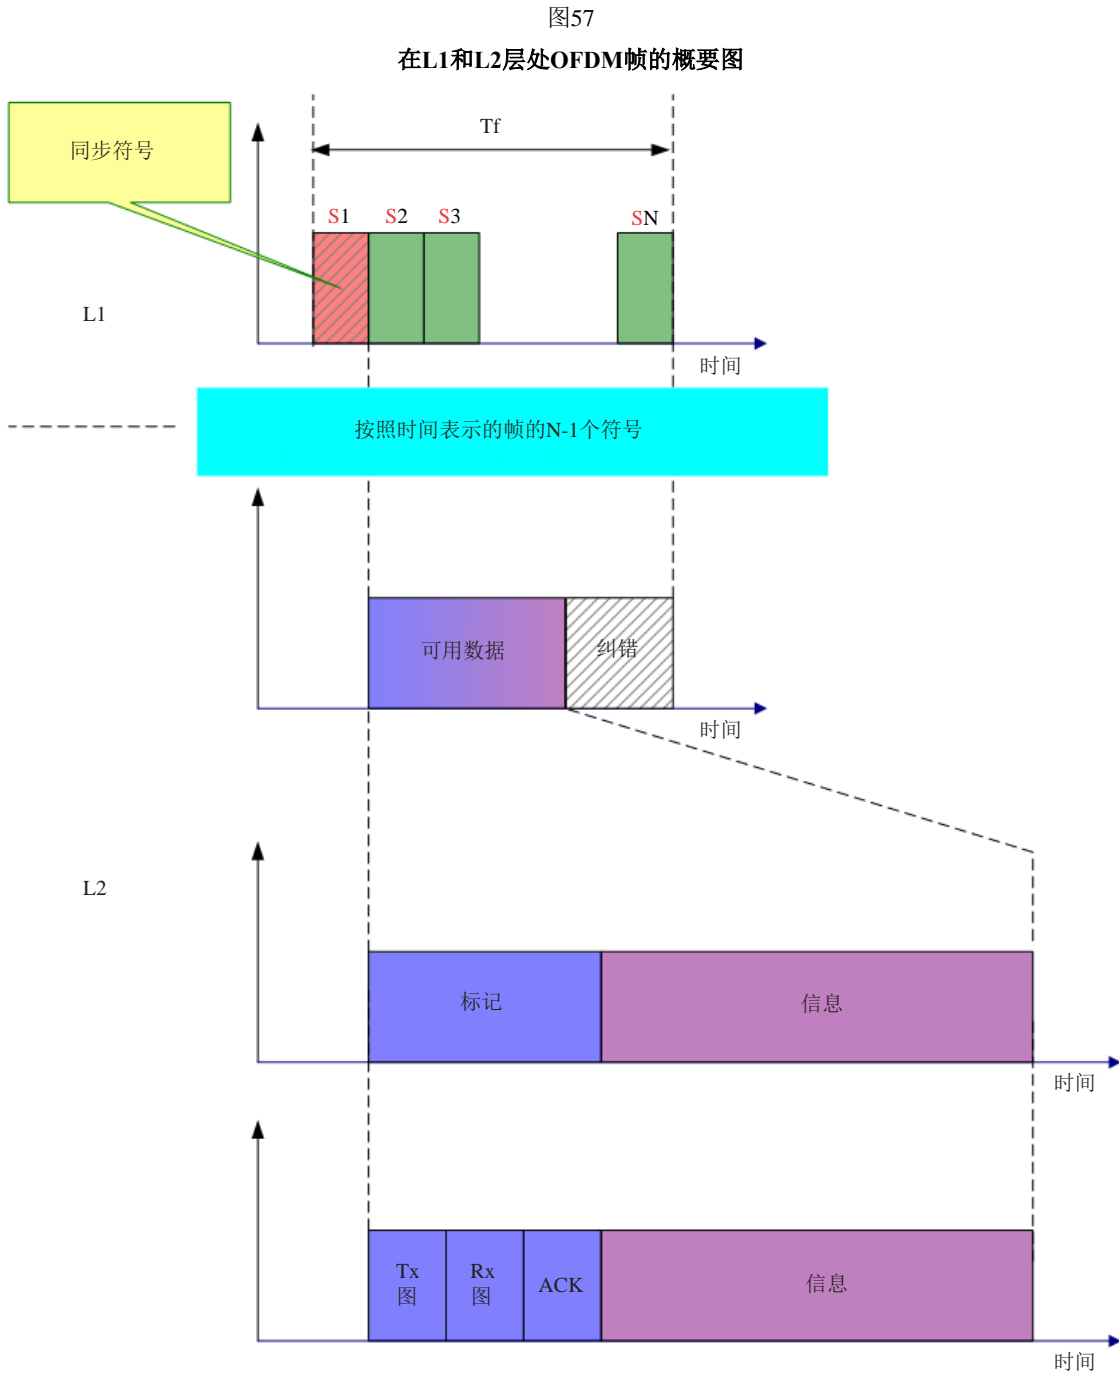 图57
在L1和L2层处OFDM帧的概要图
同步符号
Tf
S1 S2 S3 SN
L1
时间
按照时间表示的帧的N-1个符号
可用数据 纠错
时间
L2
标记 信息
时间
Tx
图
Rx
图
ACK
信息
时间